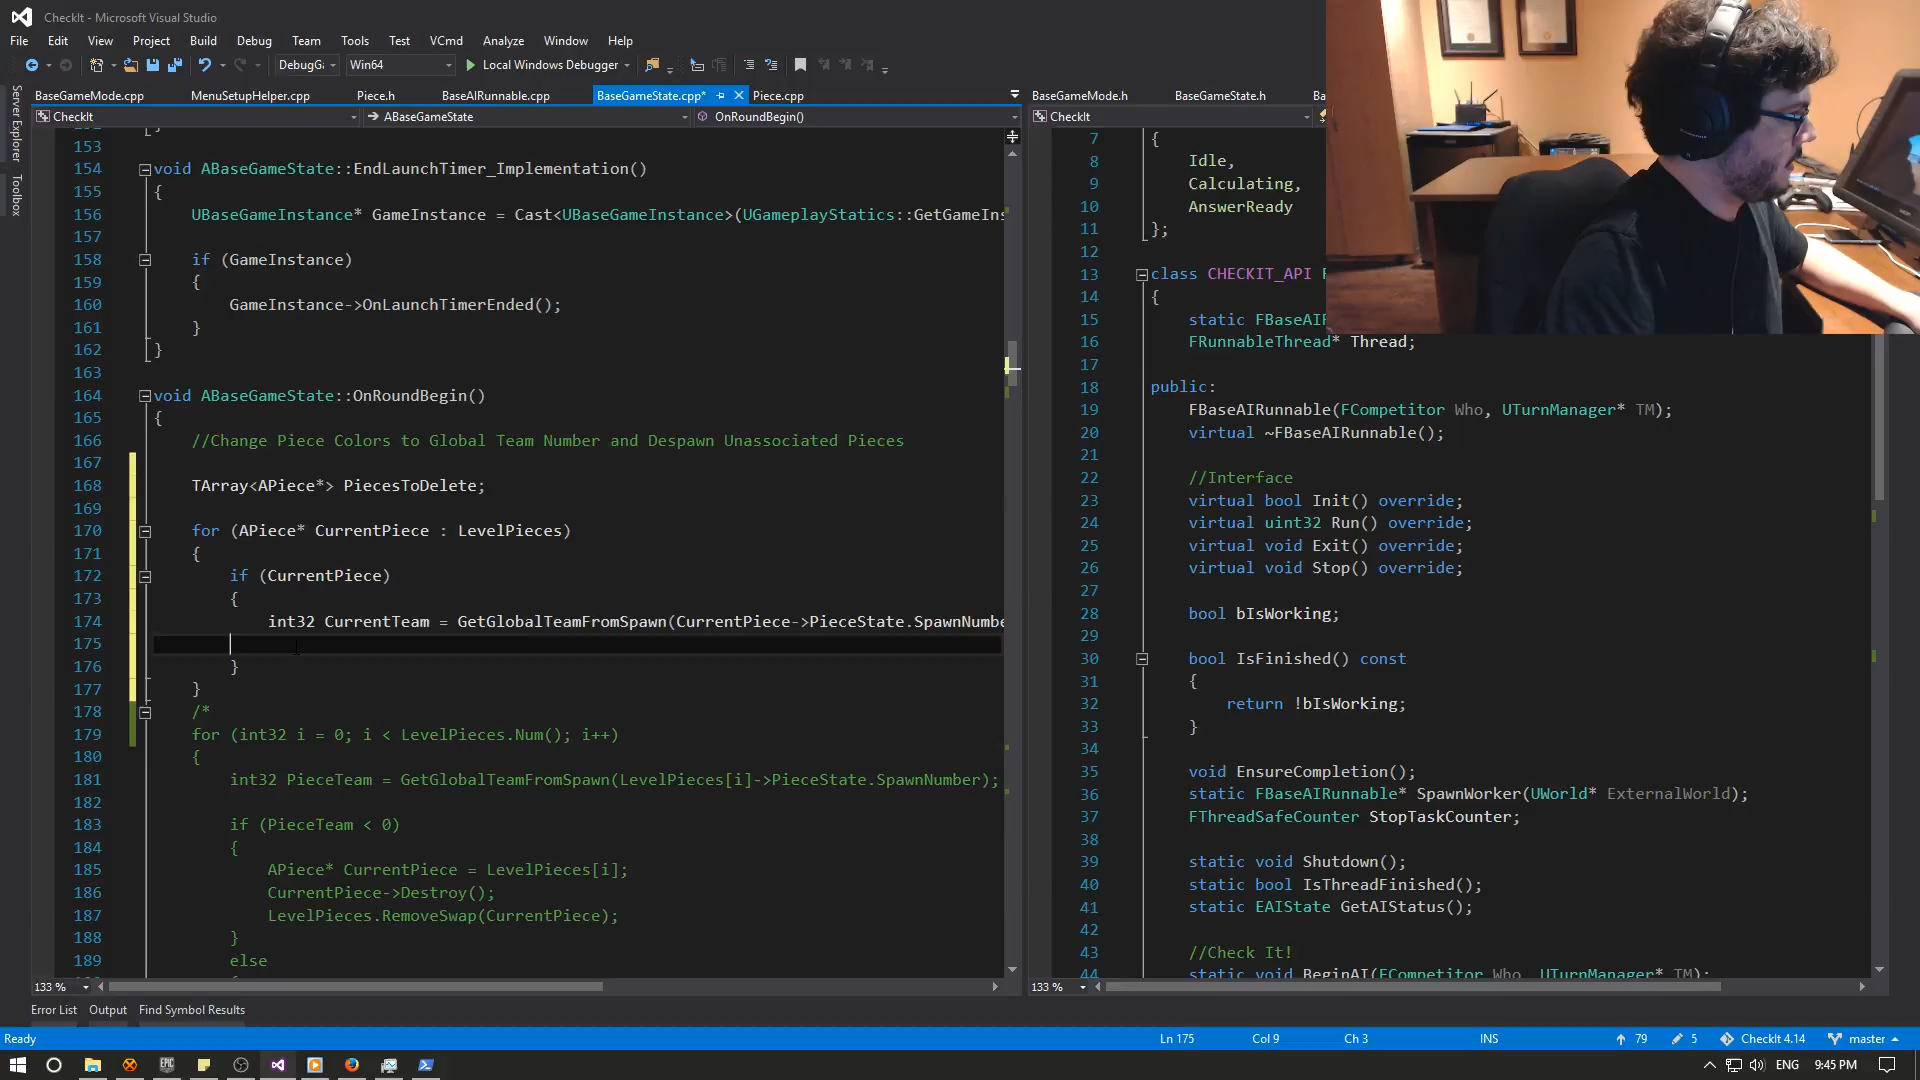 CheckIt - Microsoft Visual Studio
File Edit View Project Build Debug Team Tools Test VCmd Analyze Window Help
Win64 Local Windows Debugger
Server Explorer
Toolbox
BaseGameMode.cpp MenuSetupHelper.cpp Piece.h BaseAIRunnable.cpp BaseGameState.cpp* Piece.cpp
CheckIt ABaseGameState OnRoundBegin()
153
154 void ABaseGameState::EndLaunchTimer_Implementation()
155 {
156 UBaseGameInstance* GameInstance = Cast<UBaseGameInstance>(UGameplayStatics::GetGameIns
157
158 if (GameInstance)
159 {
160 GameInstance->OnLaunchTimerEnded();
161 }
162 }
163
164 void ABaseGameState::OnRoundBegin()
165 {
166 //Change Piece Colors to Global Team Number and Despawn Unassociated Pieces
167
168 TArray<APiece*> PiecesToDelete;
169
170 for (APiece* CurrentPiece : LevelPieces)
171 {
172 if (CurrentPiece)
173 {
174 int32 CurrentTeam = GetGlobalTeamFromSpawn(CurrentPiece->PieceState.SpawnNumbe
175
176 }
177 }
178 /*
179 for (int32 i = 0; i < LevelPieces.Num(); i++)
180 {
181 int32 PieceTeam = GetGlobalTeamFromSpawn(LevelPieces[i]->PieceState.SpawnNumber);
182
183 if (PieceTeam < 0)
184 {
185 APiece* CurrentPiece = LevelPieces[i];
186 CurrentPiece->Destroy();
187 LevelPieces.RemoveSwap(CurrentPiece);
188 }
189 else
133 %
BaseGameMode.h BaseGameState.h
CheckIt
7 {
8 Idle,
9 Calculating,
10 AnswerReady
11 };
12
13 class CHECKIT_API
14 {
15 static FBaseAI
16 FRunnableThread* Thread;
17
18 public:
19 FBaseAIRunnable(FCompetitor Who, UTurnManager* TM);
20 virtual ~FBaseAIRunnable();
21
22 //Interface
23 virtual bool Init() override;
24 virtual uint32 Run() override;
25 virtual void Exit() override;
26 virtual void Stop() override;
27
28 bool bIsWorking;
29
30 bool IsFinished() const
31 {
32 return !bIsWorking;
33 }
34
35 void EnsureCompletion();
36 static FBaseAIRunnable* SpawnWorker(UWorld* ExternalWorld);
37 FThreadSafeCounter StopTaskCounter;
38
39 static void Shutdown();
40 static bool IsThreadFinished();
41 static EAIState GetAIStatus();
42
43 //Check It!
44 static void BeginAI(FCompetitor Who, UTurnManager* TM);
133 %
Error List Output Find Symbol Results
Ready Ln 175 Col 9 Ch 3 INS 79 5 CheckIt 4.14 master
EPIC ENG 9:45 PM